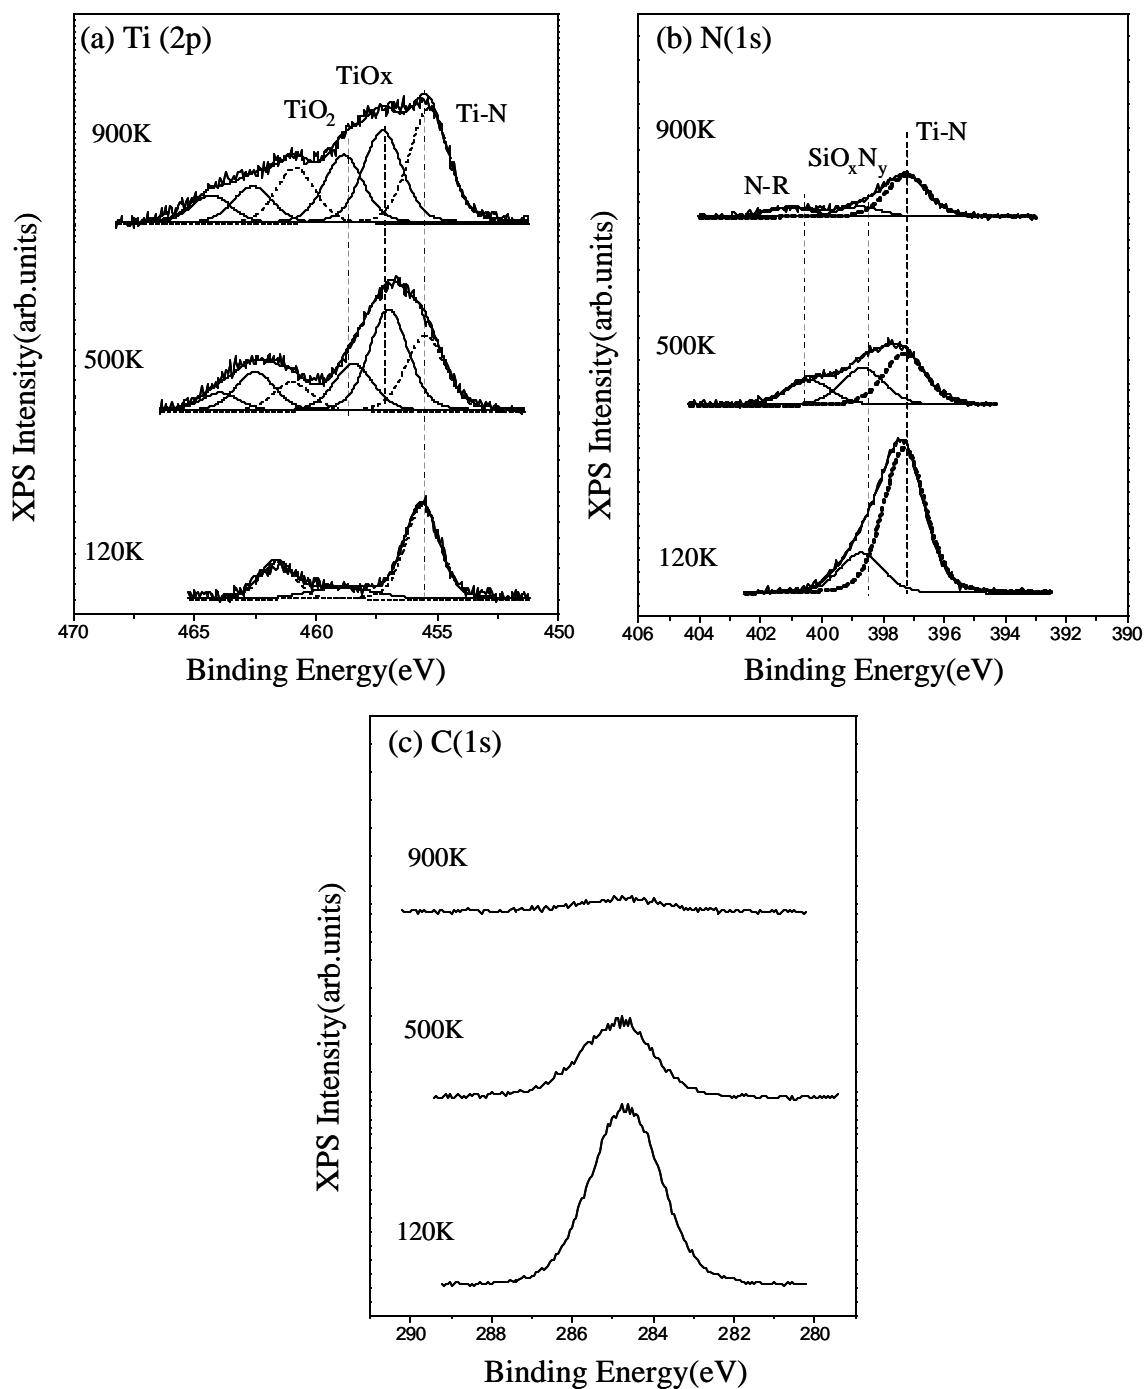 (a) Ti (2p)
TiOx
TiO2
Ti-N
900K
500K
120K
XPS Intensity(arb.units)
470 465 460 455 450
Binding Energy(eV)
(b) N(1s)
900K
Ti-N
SiOxNy
N-R
500K
120K
XPS Intensity(arb.units)
406 404 402 400 398 396 394 392 390
Binding Energy(eV)
(c) C(1s)
900K
500K
120K
XPS Intensity(arb.units)
290 288 286 284 282 280
Binding Energy(eV)